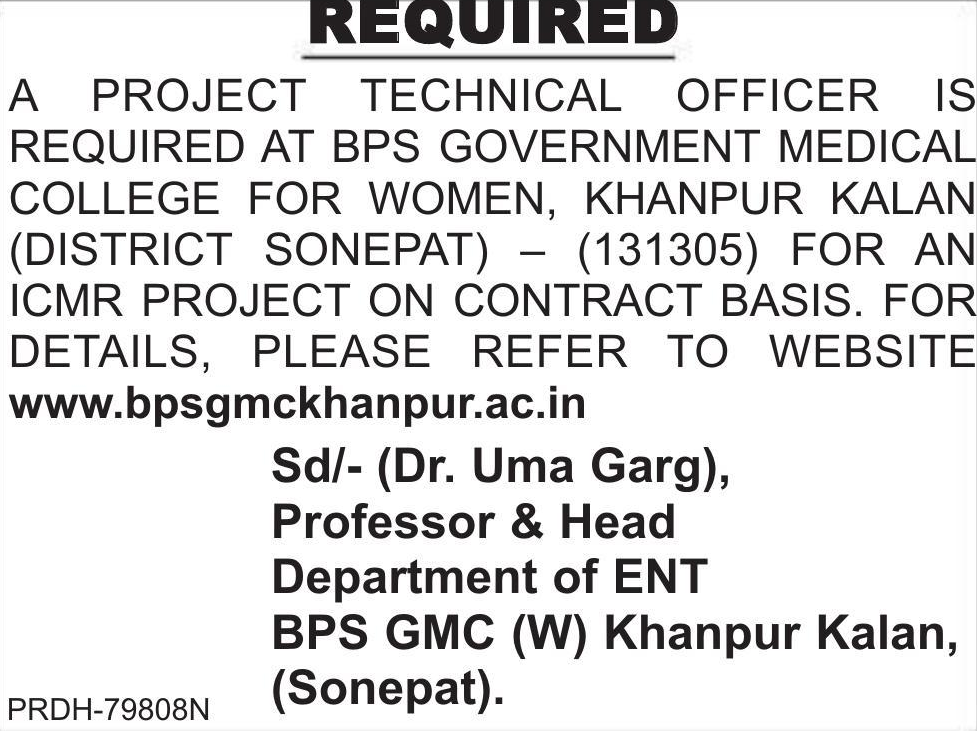 REQUIRED
A PROJECT TECHNICAL OFFICER IS
REQUIRED AT BPS GOVERNMENT MEDICAL
COLLEGE FOR WOMEN, KHANPUR KALAN
(DISTRICT SONEPAT) – (131305) FOR AN
ICMR PROJECT ON CONTRACT BASIS. FOR
DETAILS, PLEASE REFER TO WEBSITE
www.bpsgmckhanpur.ac.in
Sd/- (Dr. Uma Garg),
Professor & Head
Department of ENT
BPS GMC (W) Khanpur Kalan,
(Sonepat).
PRDH-79808N